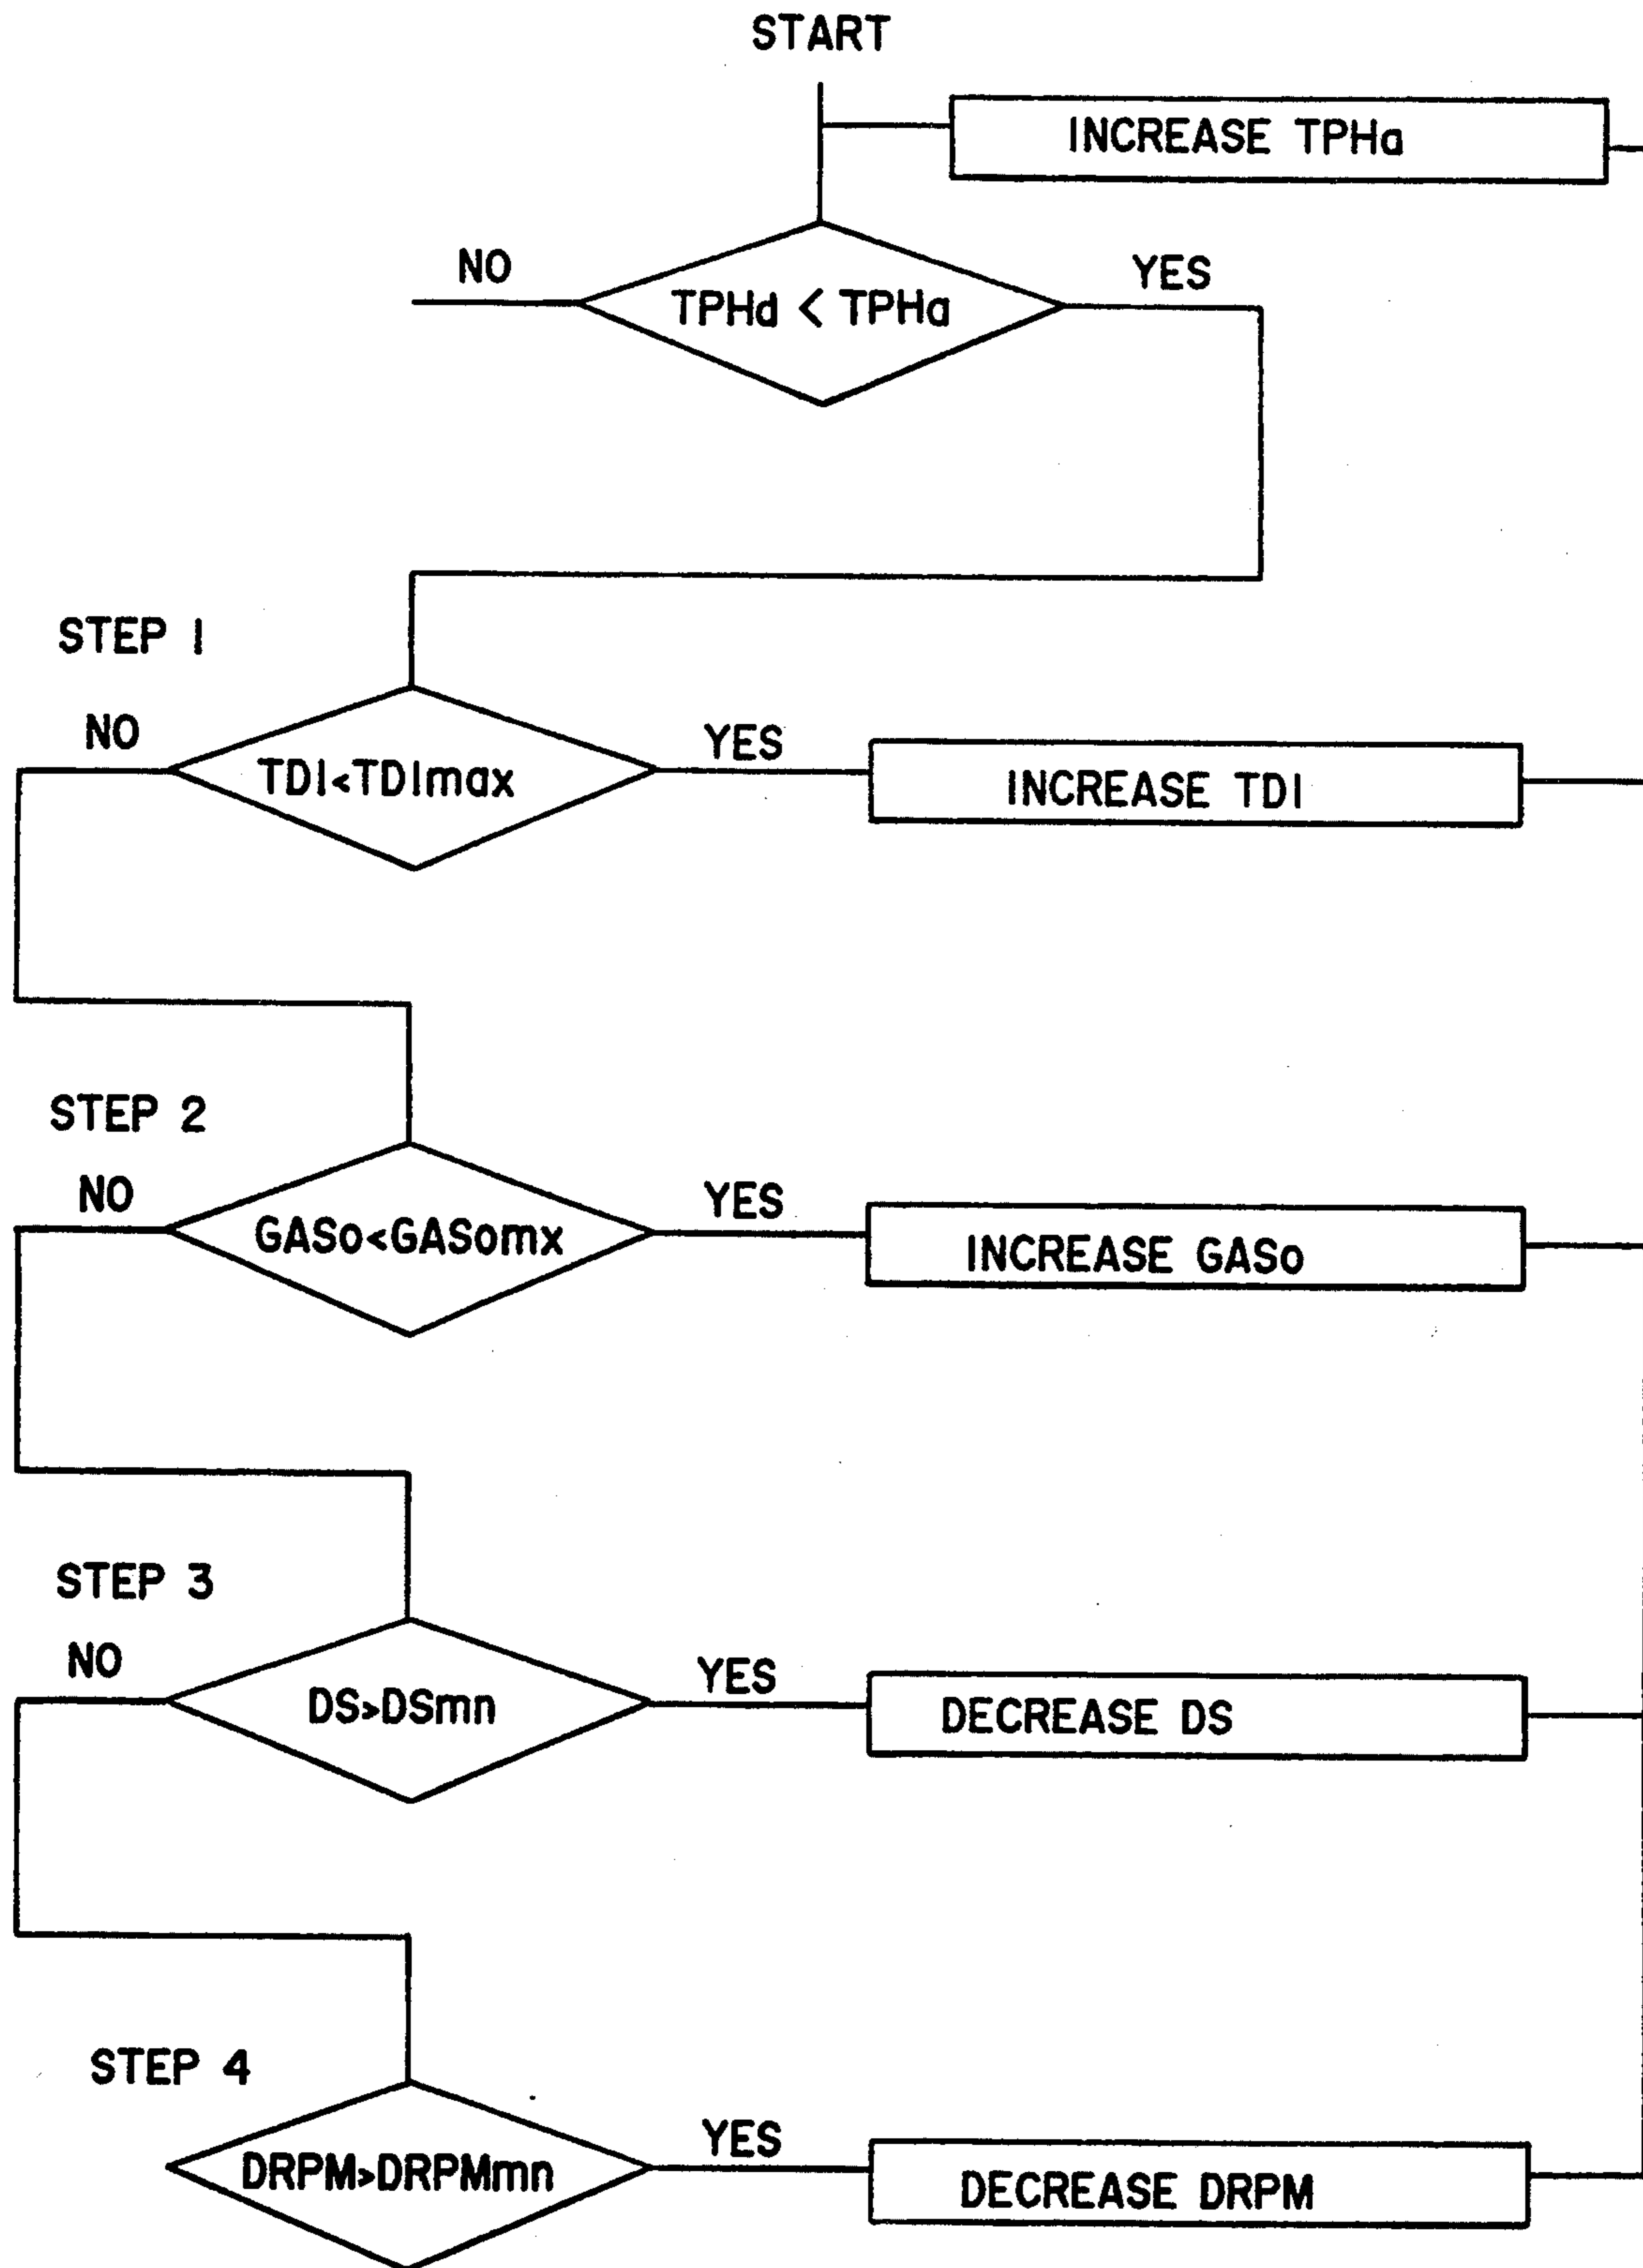 START
INCREASE TPHa
NO
YES
TPHd < TPHa
STEP 1
NO
YES
TDI<TDImax
INCREASE TDI
STEP 2
NO
YES
GASo<GASomx
INCREASE GASo
STEP 3
NO
YES
DS>DSmn
DECREASE DS
STEP 4
YES
DRPM>DRPMmn
DECREASE DRPM